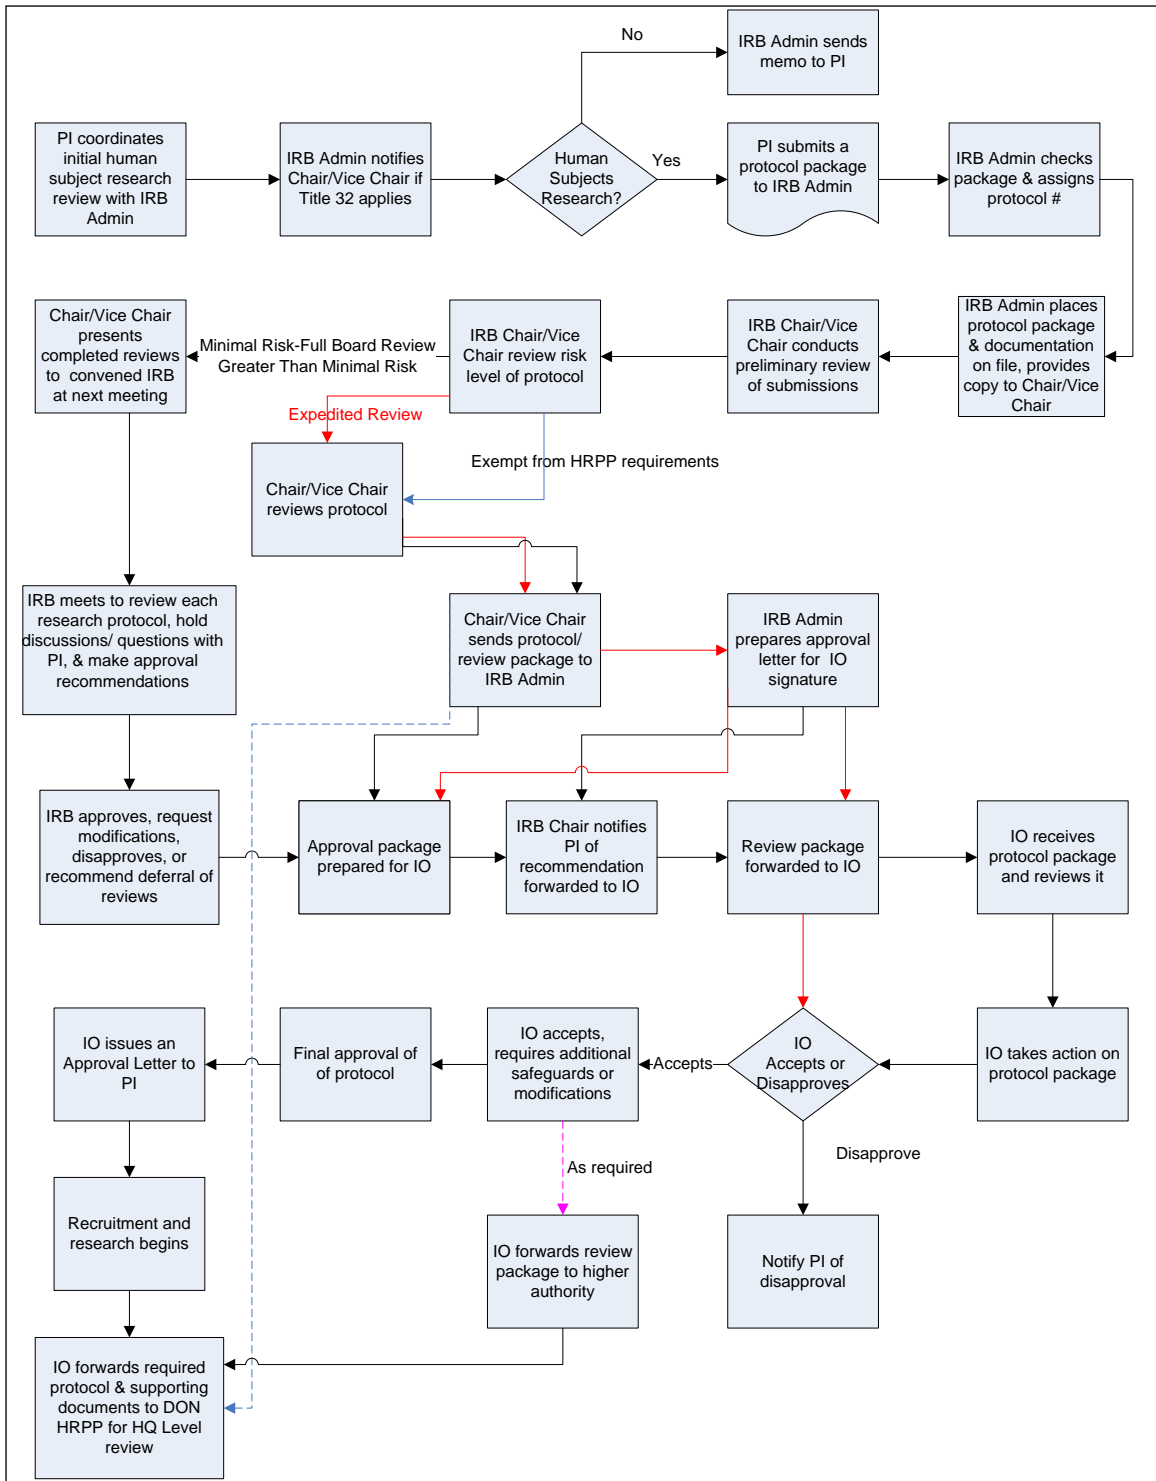 No
IRB Admin sends
memo to PI
PI coordinates
initial human
subject research
review with IRB
Admin
IRB Admin notifies
Chair/Vice Chair if
Title 32 applies
Human
Subjects
Research?
Yes
PI submits a
protocol package
to IRB Admin
IRB Admin checks
package & assigns
protocol #
Chair/Vice Chair
presents
completed reviews
to convened IRB
at next meeting
Minimal Risk-Full Board Review
Greater Than Minimal Risk
IRB Chair/Vice
Chair review risk
level of protocol
IRB Chair/Vice
Chair conducts
preliminary review
of submissions
IRB Admin places
protocol package
& documentation
on file, provides
copy to Chair/Vice
Chair
Expedited Review
Exempt from HRPP requirements
Chair/Vice Chair
reviews protocol
IRB meets to review each
research protocol, hold
discussions/ questions with
PI, & make approval
recommendations
Chair/Vice Chair
sends protocol/
review package to
IRB Admin
IRB Admin
prepares approval
letter for IO
signature
IRB approves, request
modifications,
disapproves, or
recommend deferral of
reviews
Approval package
prepared for IO
IRB Chair notifies
PI of
recommendation
forwarded to IO
Review package
forwarded to IO
IO receives
protocol package
and reviews it
IO issues an
Approval Letter to
PI
Final approval of
of protocol
IO accepts,
requires additional
safeguards or
modifications
Accepts
IO
Accepts or
Disapproves
IO takes action on
protocol package
As required
Disapprove
Recruitment and
research begins
IO forwards review
package to higher
authority
Notify PI of
disapproval
IO forwards required
protocol & supporting
documents to DON
HRPP for HQ Level
review